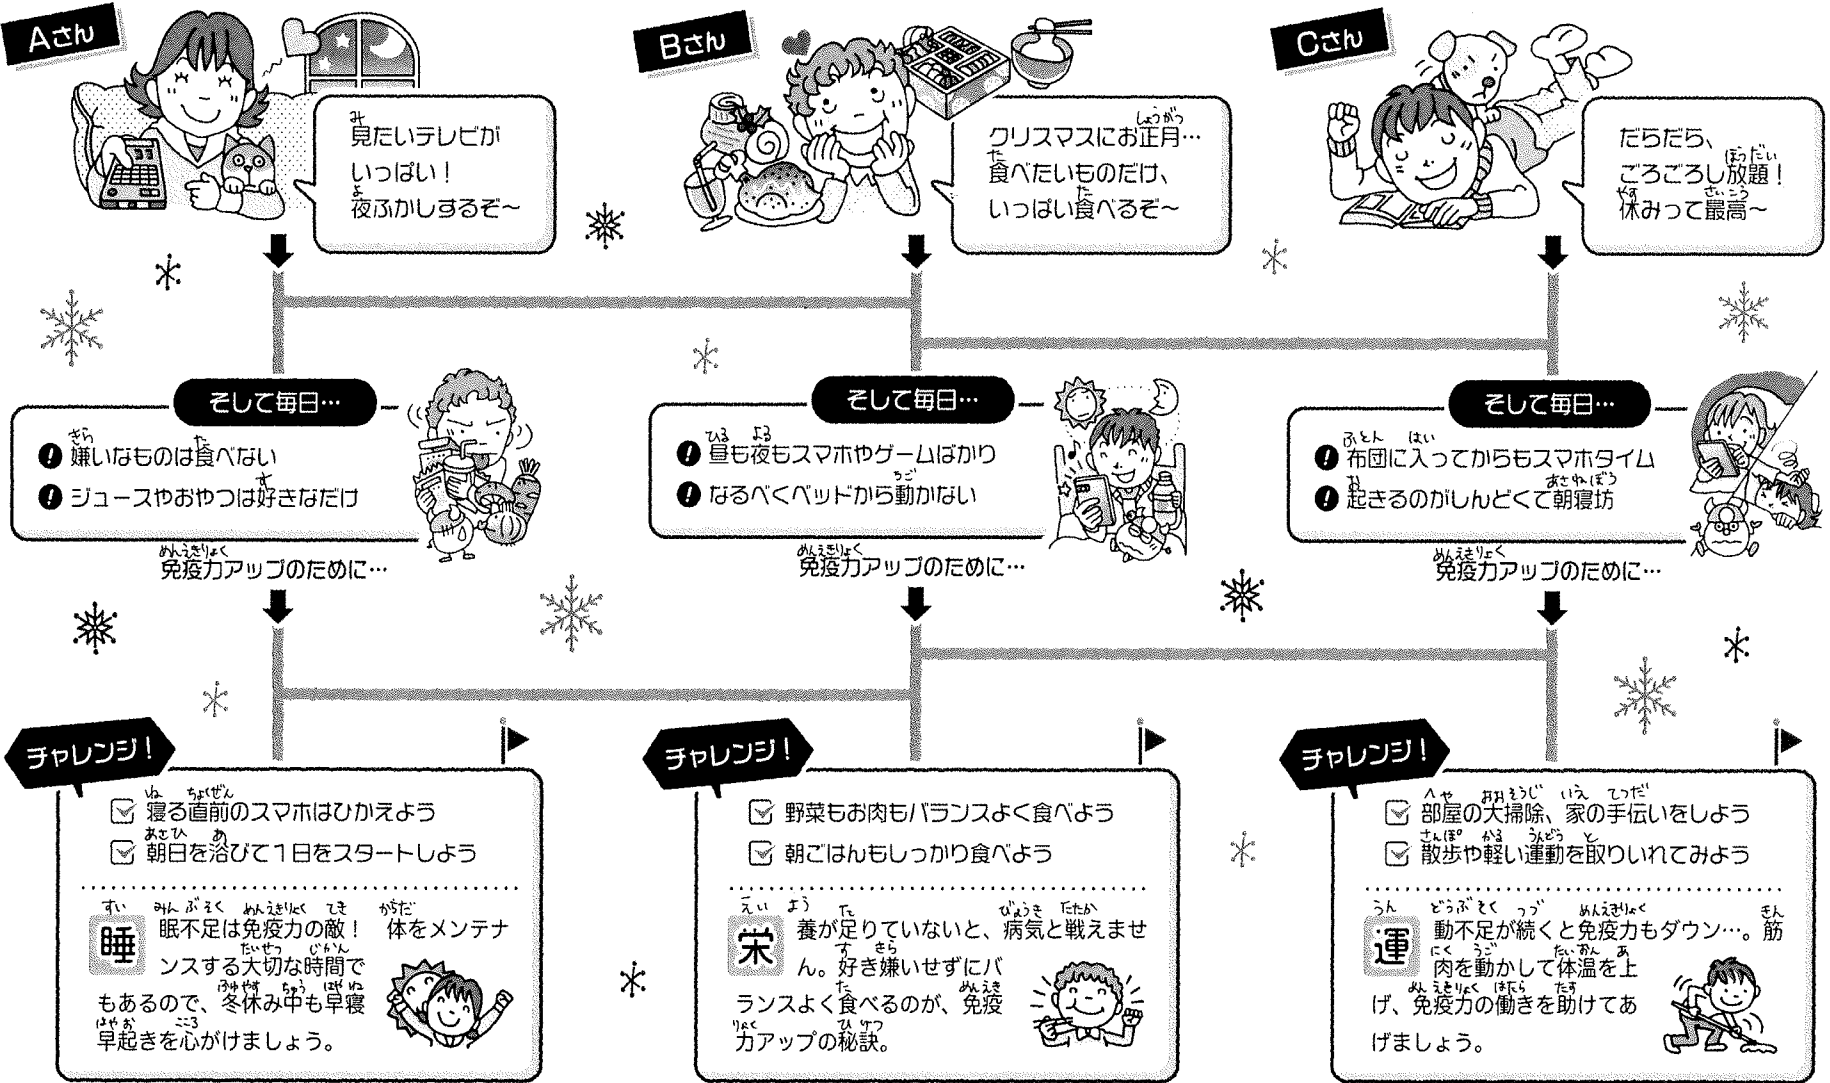 Aさん
見たいテレビが
いっぱい！
夜ふかしするぞ〜
Bさん
クリスマスにお正月…
食べたいものだけ、
いっぱい食べるぞ〜
Cさん
だらだら、
ごろごろし放題！
休みって最高〜
そして毎日…
嫌いなものは食べない
ジュースやおやつは好きなだけ
免疫力アップのために…
そして毎日…
昼も夜もスマホやゲームばかり
なるべくベッドから動かない
免疫力アップのために…
そして毎日…
布団に入ってからもスマホタイム
起きるのがしんどくて朝寝坊
免疫力アップのために…
チャレンジ！
寝る直前のスマホはひかえよう
朝日を浴びて1日をスタートしよう
睡眠不足は免疫力の敵！　体をメンテナ
ンスする大切な時間で
もあるので、冬休み中も早寝
早起きを心がけましょう。
チャレンジ！
野菜もお肉もバランスよく食べよう
朝ごはんもしっかり食べよう
栄養が足りていないと、病気と戦えませ
ん。好き嫌いせずにバ
ランスよく食べるのが、免疫
力アップの秘訣。
チャレンジ！
部屋の大掃除、家の手伝いをしよう
散歩や軽い運動を取りいれてみよう
運動不足が続くと免疫力もダウン…。筋
肉を動かして体温を上
げ、免疫力の働きを助けてあ
げましょう。